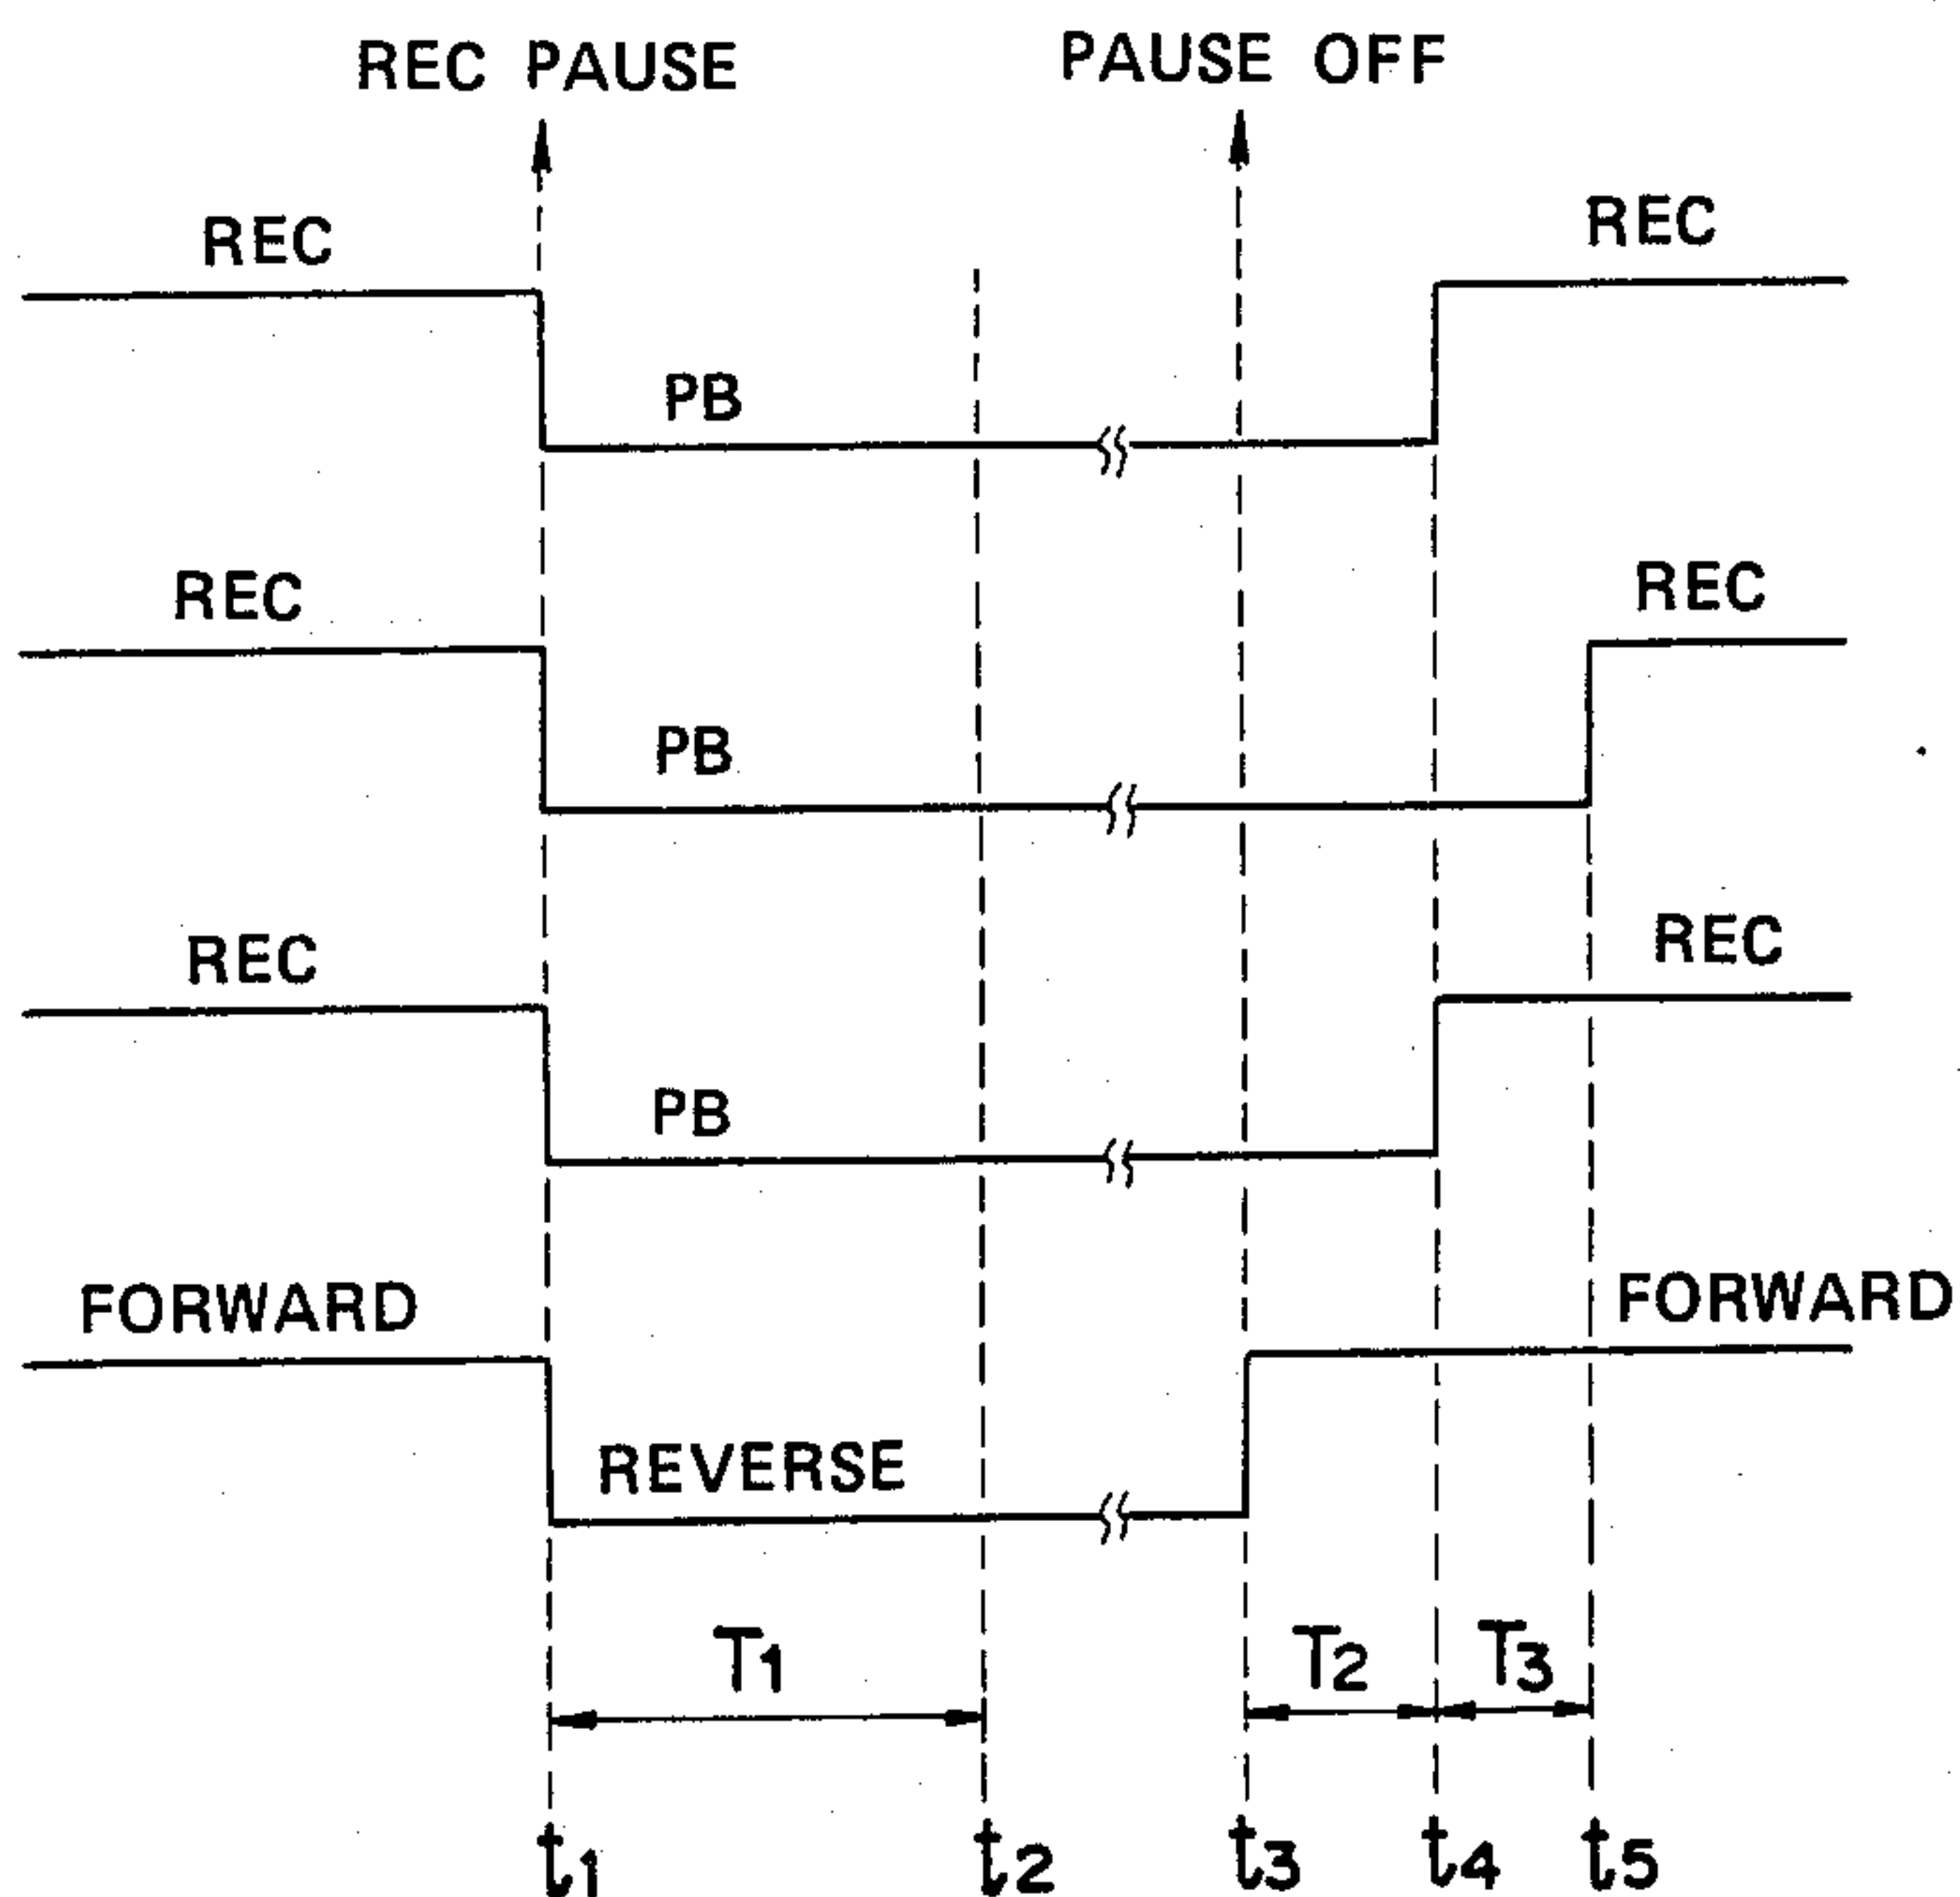 REC PAUSE PAUSE OFF
REC REC
PB
REC REC
PB
REC REC
PB
FORWARD FORWARD
REVERSE
T1 T2 T3
t1 t2 t3 t4 t5